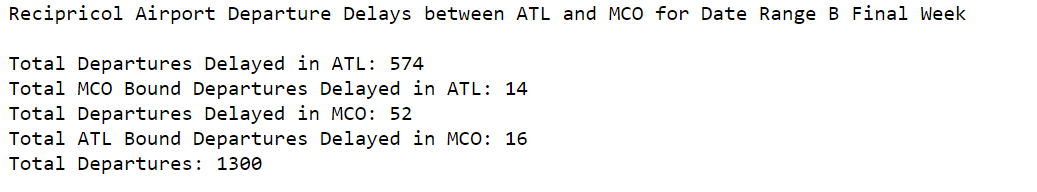 Recipricol Airport Departure Delays between ATL and MCO for Date Range B Final Week
Total Departures Delayed in ATL: 574
Total MCO Bound Departures Delayed in ATL: 14
Total Departures Delayed in MCO: 52
Total ATL Bound Departures Delayed in MCO: 16
Total Departures: 1300